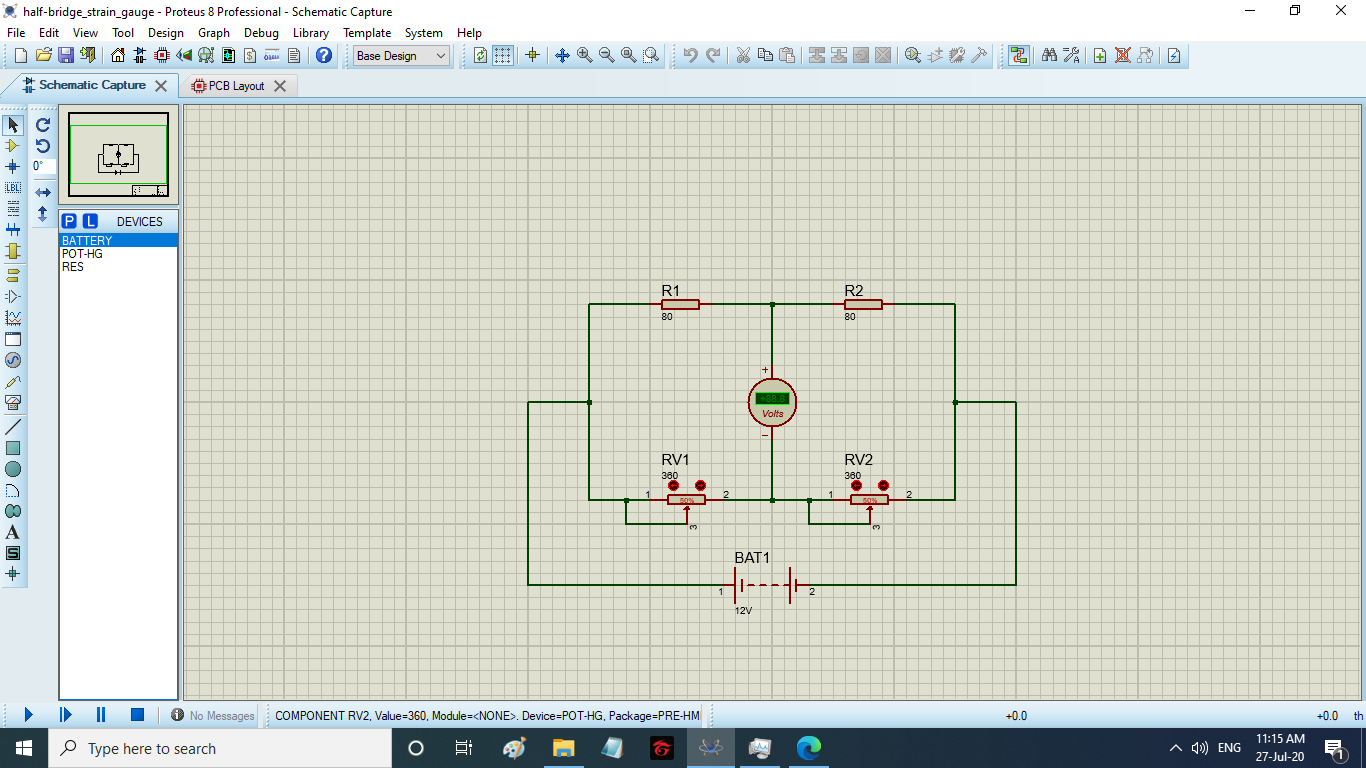 half-bridge_strain_gauge - Proteus 8 Professional - Schematic Capture
File Edit View Tool Design Graph Debug Library Template System Help
Base Design
Schematic Capture
PCB Layout
0°
LBL
P L DEVICES
BATTERY
POT-HG
RES
A
S
R1
80
R2
80
+
Volts
−
RV1
360
1 50% 2
3
RV2
360
1 50% 2
3
BAT1
1 2
12V
No Messages
COMPONENT RV2, Value=360, Module=<NONE>. Device=POT-HG, Package=PRE-HMI
+0.0
+0.0
th
Type here to search
ENG
11:15 AM
27-Jul-20
1